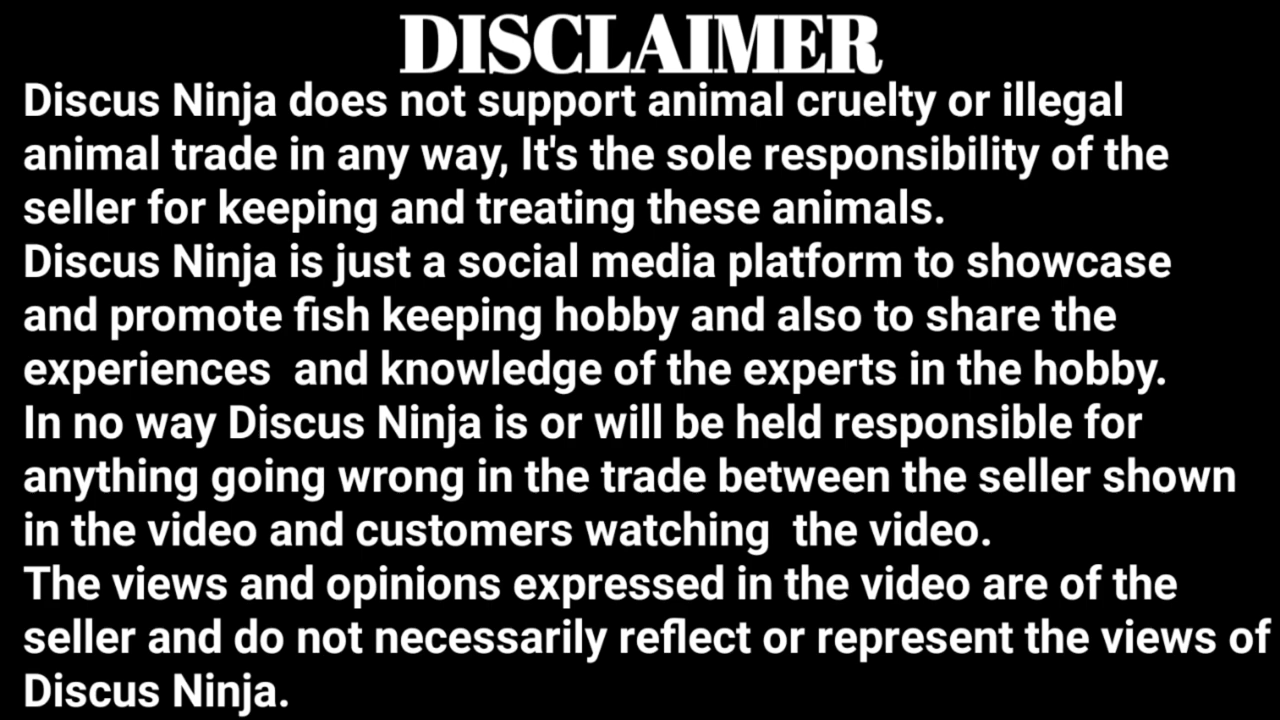 DISCLAIMER
Discus Ninja does not support animal cruelty or illegal
animal trade in any way, It's the sole responsibility of the
seller for keeping and treating these animals.
Discus Ninja is just a social media platform to showcase
and promote fish keeping hobby and also to share the
experiences  and knowledge of the experts in the hobby.
In no way Discus Ninja is or will be held responsible for
anything going wrong in the trade between the seller shown
in the video and customers watching  the video.
The views and opinions expressed in the video are of the
seller and do not necessarily reflect or represent the views of
Discus Ninja.